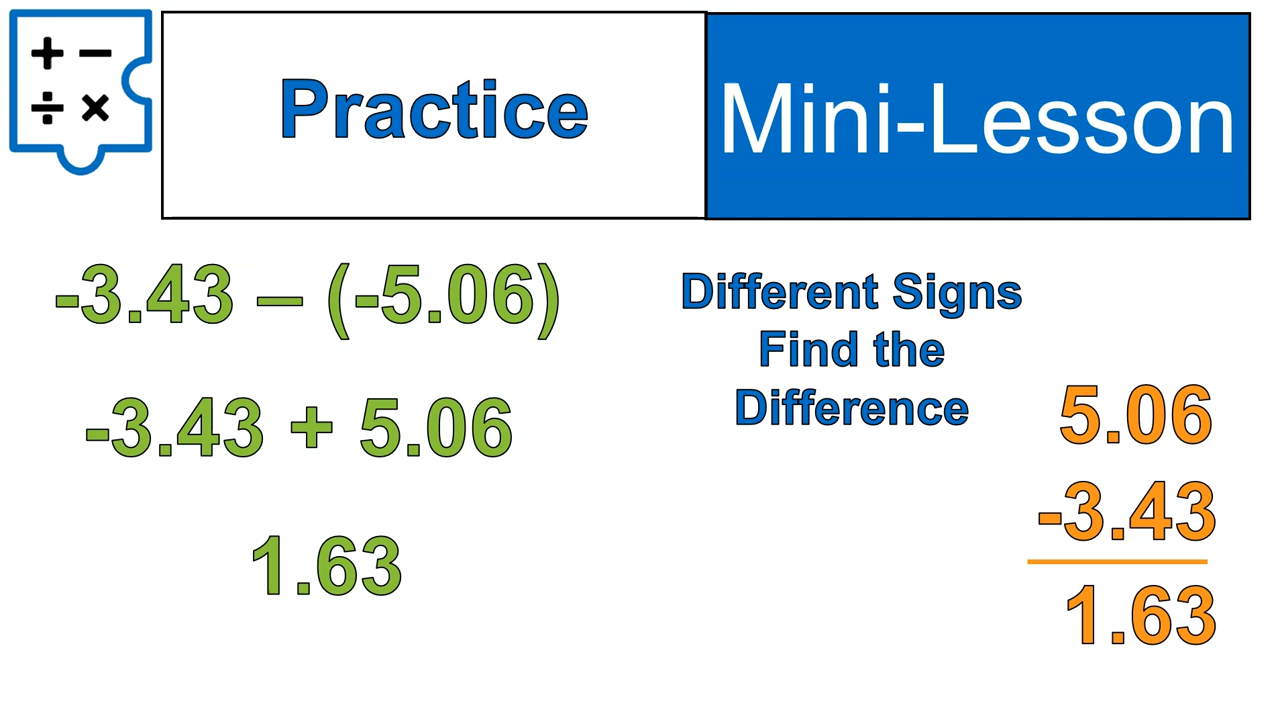 + −
÷ ×
Practice
Mini-Lesson
-3.43 – (-5.06)
-3.43 + 5.06
1.63
Different Signs
Find the
Difference
5.06
-3.43
1.63